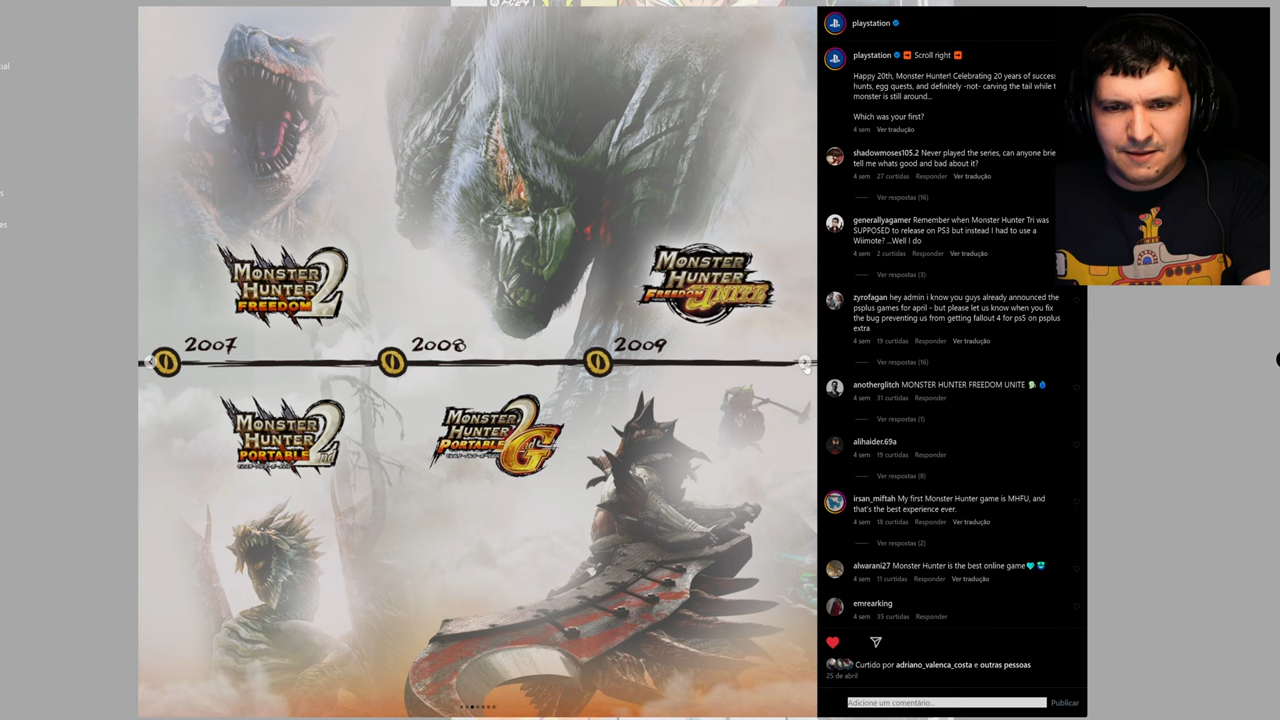 cial
s
es
MONSTER
HUNTER 2
FREEDOM
MONSTER
HUNTER
FREEDOM UNITE
2007
2008
2009
MONSTER
HUNTER 2nd
PORTABLE
MONSTER
HUNTER 2nd
PORTABLE G
playstation
playstation Scroll right
Happy 20th, Monster Hunter! Celebrating 20 years of success
hunts, egg quests, and definitely -not- carving the tail while
monster is still around...
Which was your first?
4 sem Ver tradução
shadowmoses105.2 Never played the series, can anyone brie
tell me whats good and bad about it?
4 sem 27 curtidas Responder Ver tradução
Ver respostas (16)
generallyagamer Remember when Monster Hunter Tri was
SUPPOSED to release on PS3 but instead I had to use a
Wiimote? ...Well I do
4 sem 2 curtidas Responder Ver tradução
Ver respostas (3)
zyrofagan hey admin i know you guys already announced the
psplus games for april - but please let us know when you fix
the bug preventing us from getting fallout 4 for ps5 on psplus
extra
4 sem 19 curtidas Responder Ver tradução
Ver respostas (16)
anotherglitch MONSTER HUNTER FREEDOM UNITE
4 sem 31 curtidas Responder
Ver respostas (1)
alihaider.69a
4 sem 19 curtidas Responder
Ver respostas (8)
irsan_miftah My first Monster Hunter game is MHFU, and
that's the best experience ever.
4 sem 18 curtidas Responder Ver tradução
Ver respostas (2)
alwarani27 Monster Hunter is the best online game
4 sem 11 curtidas Responder Ver tradução
emrearking
4 sem 35 curtidas Responder
Curtido por adriano_valenca_costa e outras pessoas
25 de abril
Adicione um comentário...
Publicar